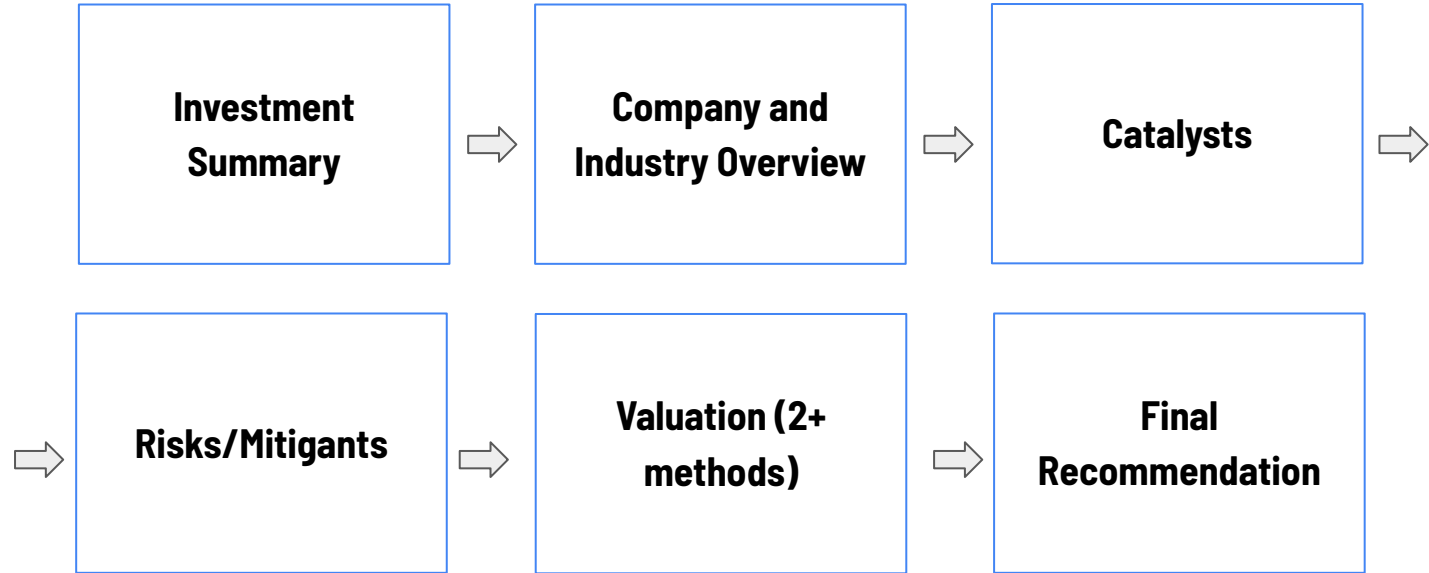 Investment
Summary
Company and
Industry Overview
Catalysts
Risks/Mitigants
Valuation (2+
methods)
Final
Recommendation